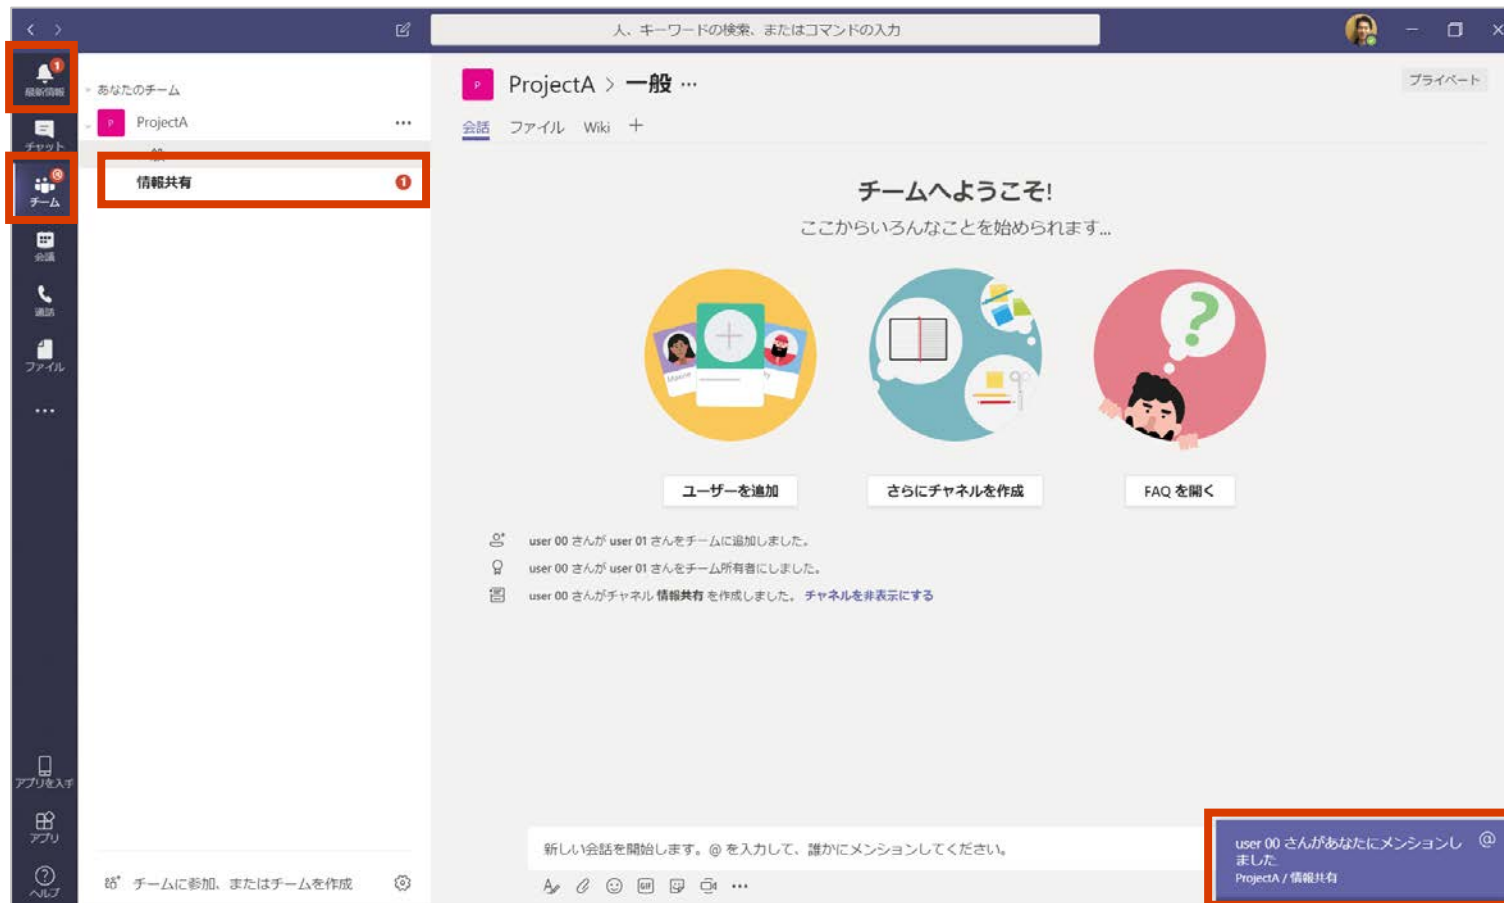 人、キーワードの検索、またはコマンドの入力
1
最新情報
チャット
チーム
会議
通話
ファイル
アプリを入手
アプリ
ヘルプ
あなたのチーム
P ProjectA
一般
情報共有 1
チームに参加、またはチームを作成
P ProjectA > 一般 ...
プライベート
会話 ファイル Wiki +
チームへようこそ!
ここからいろんなことを始められます...
Maxine
ユーザーを追加
さらにチャネルを作成
FAQ を開く
user 00 さんが user 01 さんをチームに追加しました。
user 00 さんが user 01 さんをチーム所有者にしました。
user 00 さんがチャネル 情報共有 を作成しました。 チャネルを非表示にする
新しい会話を開始します。@ を入力して、誰かにメンションしてください。
GIF
user 00 さんがあなたにメンションし @
ました
ProjectA / 情報共有